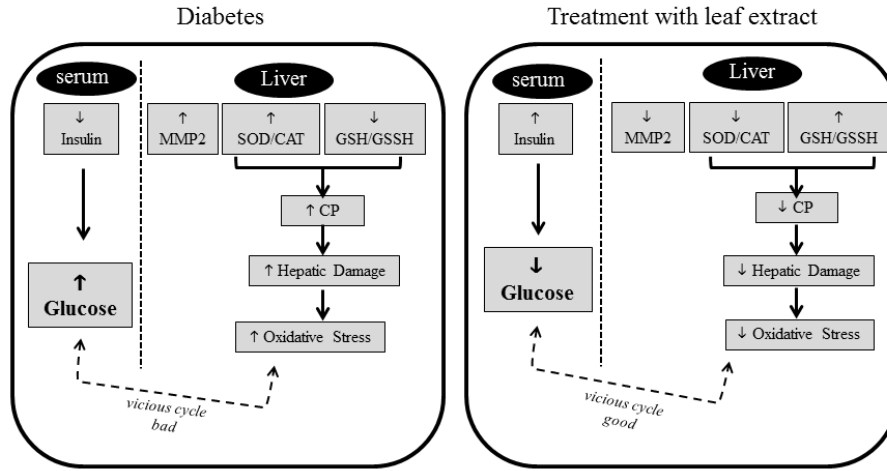 Diabetes
serum
Liver
↓
Insulin
↑
MMP2
↑
SOD/CAT
↓
GSH/GSSH
↑ CP
↑ Hepatic Damage
↑ Oxidative Stress
↑
Glucose
vicious cycle
bad
Treatment with leaf extract
serum
Liver
↑
Insulin
↓
MMP2
↓
SOD/CAT
↑
GSH/GSSH
↓ CP
↓ Hepatic Damage
↓ Oxidative Stress
↓
Glucose
vicious cycle
good